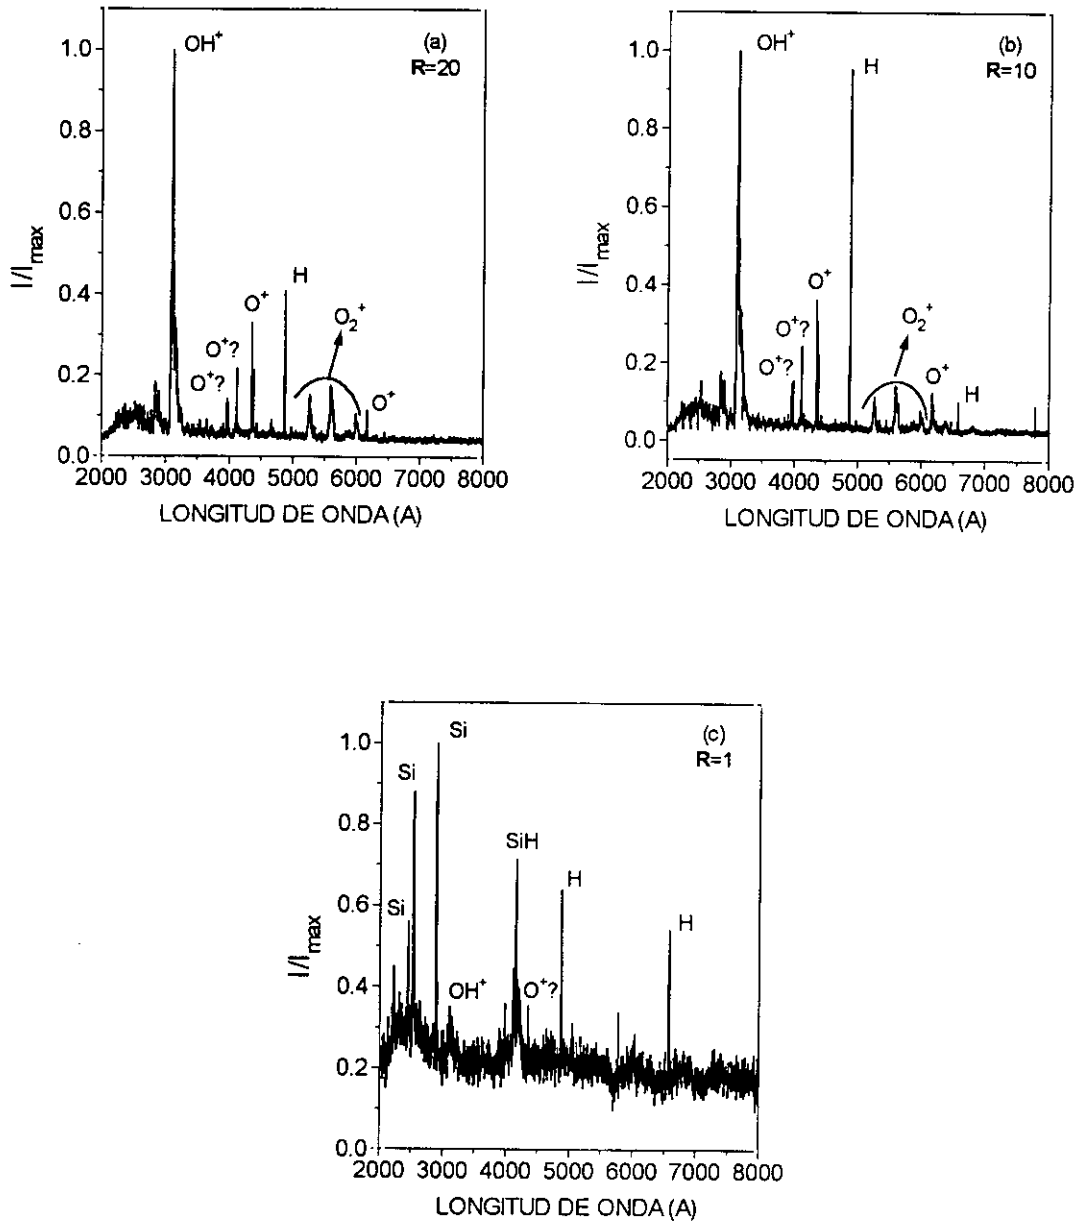 (a)
R=20
OH⁺
1.0
0.8
0.6
0.4
0.2
0.0
I/Imax
H
O⁺
O₂⁺
O⁺?
O⁺?
O⁺
2000 3000 4000 5000 6000 7000 8000
LONGITUD DE ONDA (A)
(b)
R=10
OH⁺
H
1.0
0.8
0.6
0.4
0.2
0.0
I/Imax
O⁺
O₂⁺
O⁺?
O⁺?
O⁺
H
2000 3000 4000 5000 6000 7000 8000
LONGITUD DE ONDA (A)
(c)
R=1
Si
Si
SiH
H
Si
H
OH⁺
O⁺?
1.0
0.8
0.6
0.4
0.2
0.0
I/Imax
2000 3000 4000 5000 6000 7000 8000
LONGITUD DE ONDA (A)